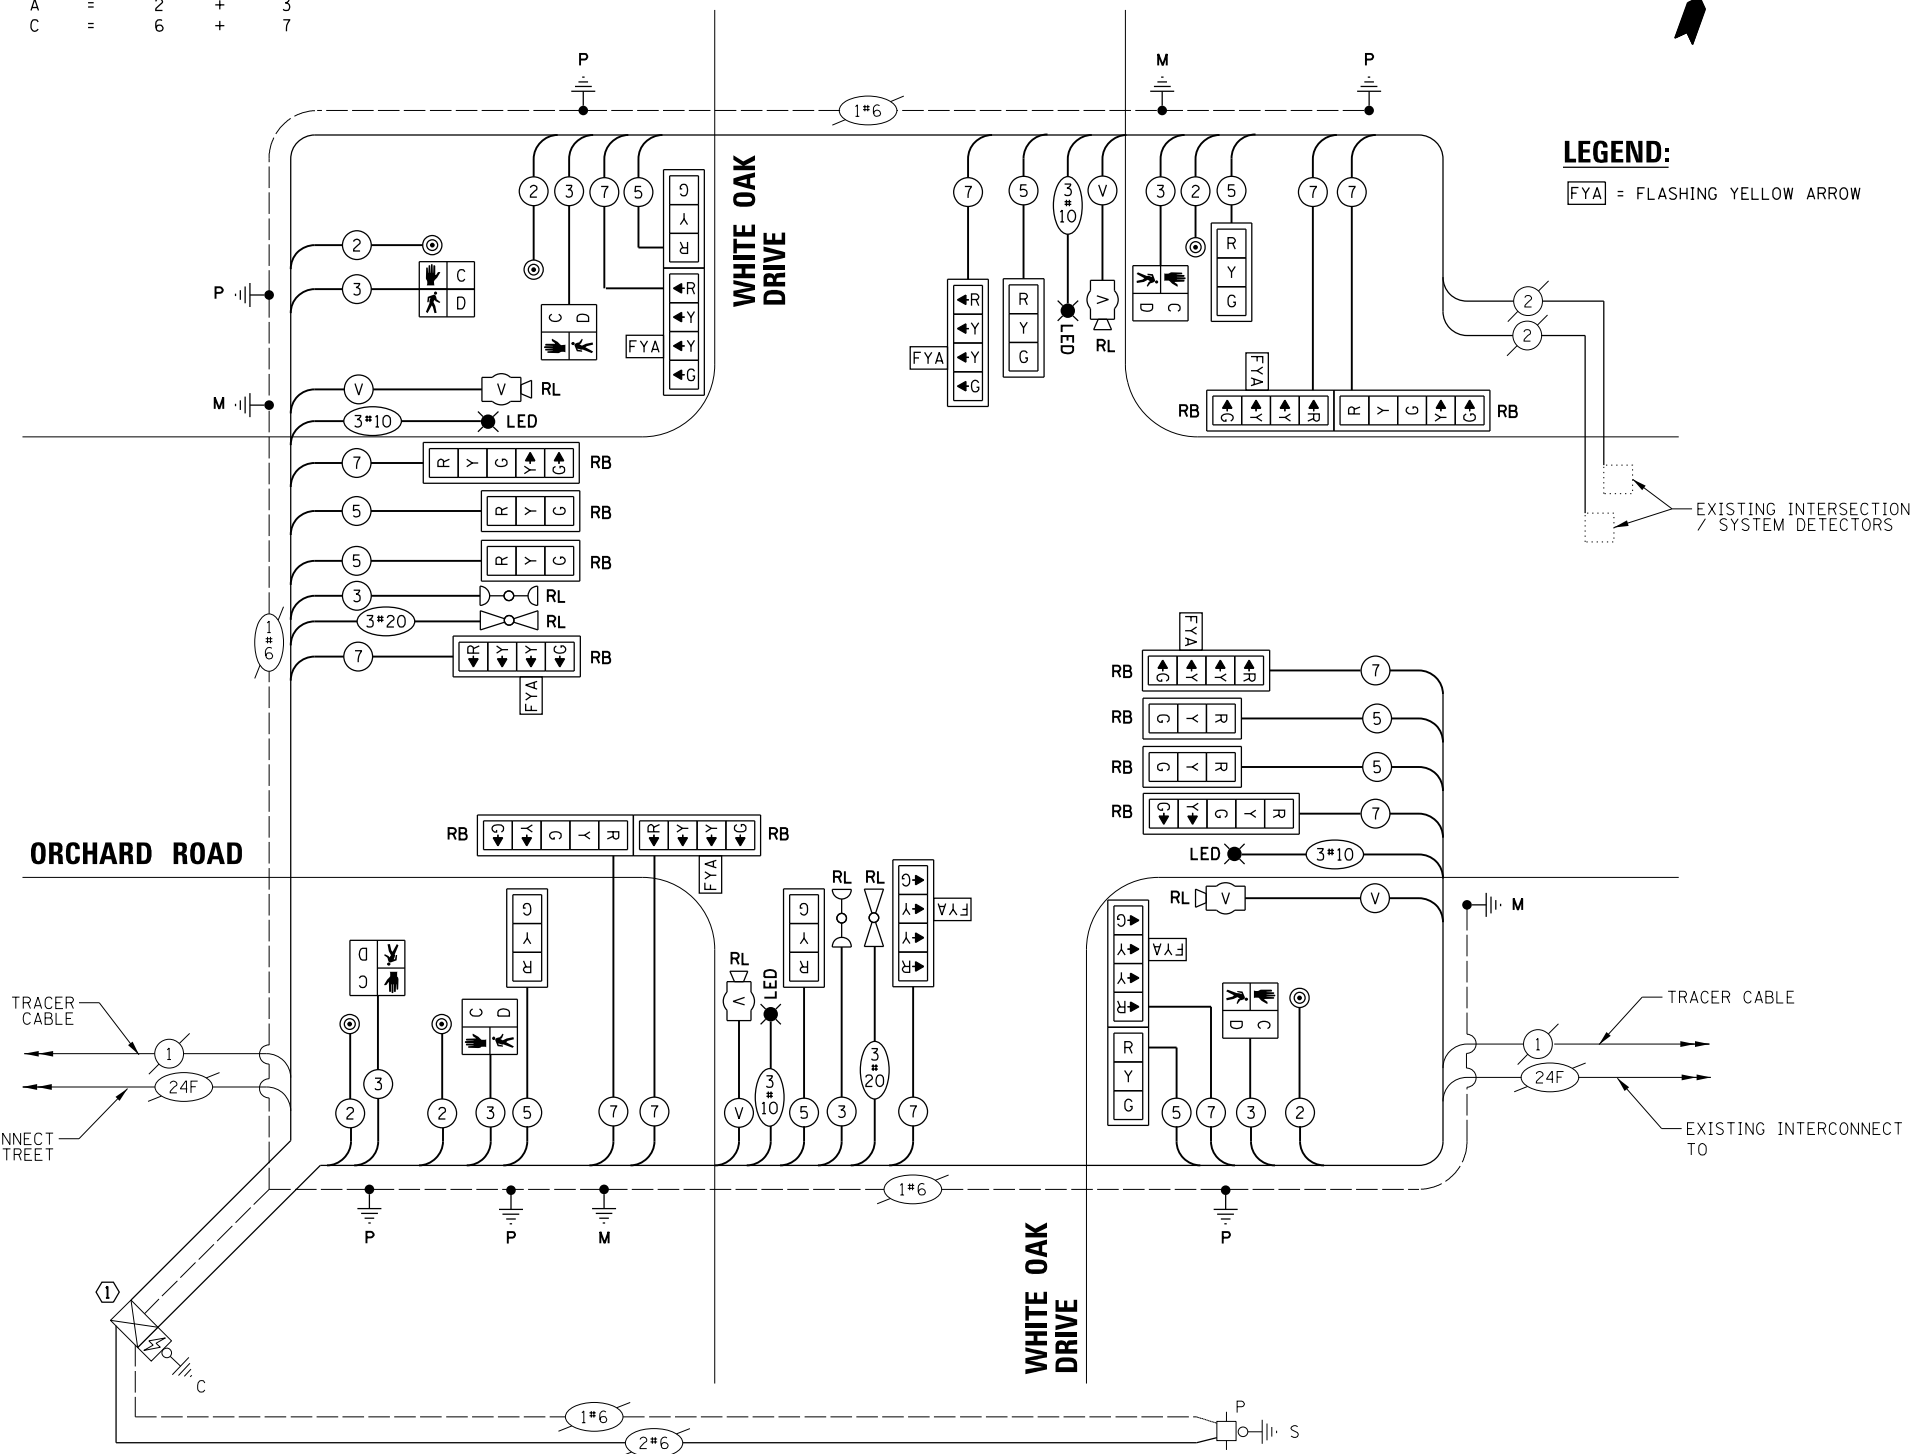 A = 2 + 3
C = 6 + 7
P
M
P
1#6
LEGEND:
FYA = FLASHING YELLOW ARROW
WHITE OAK
DRIVE
2 3 7 5
G
Y
R
R
Y
FYA Y
G
7 5 3#10 V 3 2 5 7 7
2
3
C
D
C D
P
M
V V RL
3#10 LED
R
Y
FYA Y
G
R
Y
G
LED
V
RL
D C
R
Y
G
FYA
RB G Y Y R R Y G Y G RB
2
2
EXISTING INTERSECTION
/ SYSTEM DETECTORS
7 R Y G Y G RB
5 R Y G RB
5 R Y G RB
3 RL
3#20 RL
7 R Y Y G RB
FYA
1#6
FYA
RB G Y Y R 7
RB G Y R 5
RB G Y R 5
RB G Y G Y R 7
LED 3#10
RL V V
M
ORCHARD ROAD
RB G Y G Y R R Y Y G RB
FYA
D
C
C D
G
Y
R
RL
V
LED
G
Y
R
RL RL
G
Y FYA
Y
R
G
Y FYA
Y
R
R
Y
G
D C
TRACER
CABLE
1
24F
NNECT
TREET
2 3 2 3 5 7 7 V 3#10 5 3 3#20 7
5 7 3 2
TRACER CABLE
1
24F
EXISTING INTERCONNECT
TO
1#6
P P M P
WHITE OAK
DRIVE
1
C
1#6
2#6
P
S